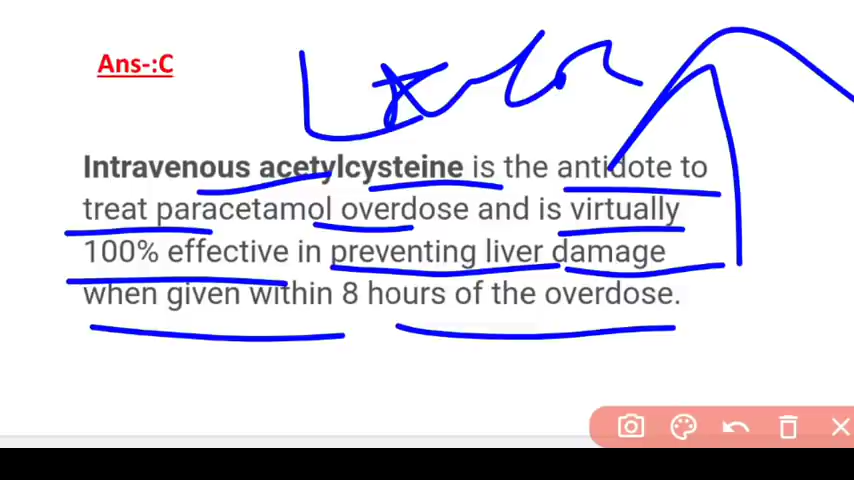 Ans-:C
Intravenous acetylcysteine is the antidote to
treat paracetamol overdose and is virtually
100% effective in preventing liver damage
when given within 8 hours of the overdose.